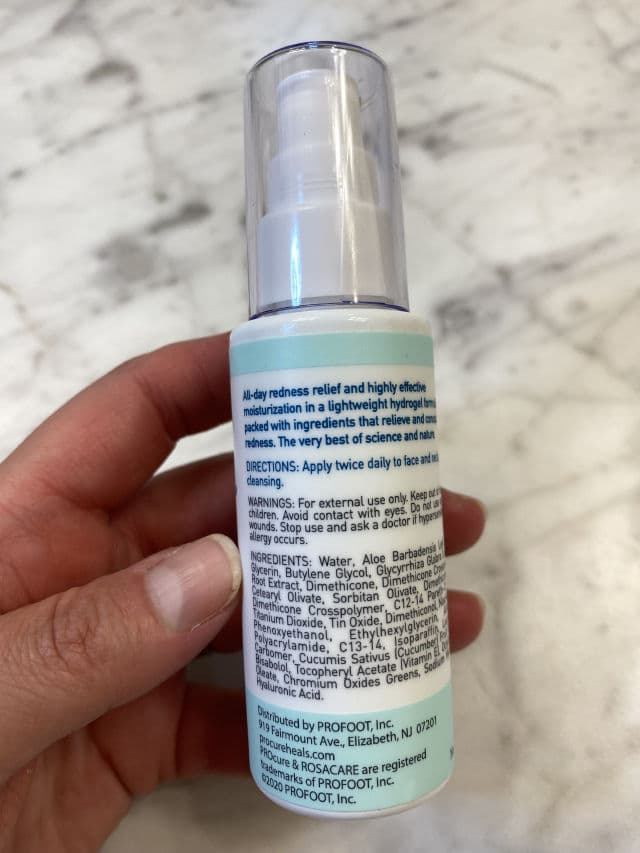 All-day redness relief and highly effective
moisturization in a lightweight hydrogel
packed with ingredients that relieve and
redness. The very best of science and nature.
DIRECTIONS: Apply twice daily to face and
cleansing.
WARNINGS: For external use only. Keep out
children. Avoid contact with eyes. Do not use
wounds. Stop use and ask a doctor if
allergy occurs.
INGREDIENTS: Water, Aloe Barbadensis
Glycerin, Butylene Glycol, Glycyrrhiza
Root Extract, Dimethicone, Dimethicone
Cetearyl Olivate, Sorbitan Olivate,
Dimethicone Crosspolymer, C12-14
Titanium Dioxide, Tin Oxide, Dimethiconol,
Phenoxyethanol, Ethylhexylglycerin,
Polyacrylamide, C13-14, Isoparaffin,
Carbomer, Cucumis Sativus (Cucumber)
Bisabolol, Tocopheryl Acetate (Vitamin E),
Oleate, Chromium Oxides Greens, Sodium
Hyaluronic Acid.
Distributed by PROFOOT, Inc.
919 Fairmount Ave., Elizabeth, NJ 07201
procureheals.com
PROcure & ROSACARE are registered
trademarks of PROFOOT, Inc.
©2020 PROFOOT, Inc.